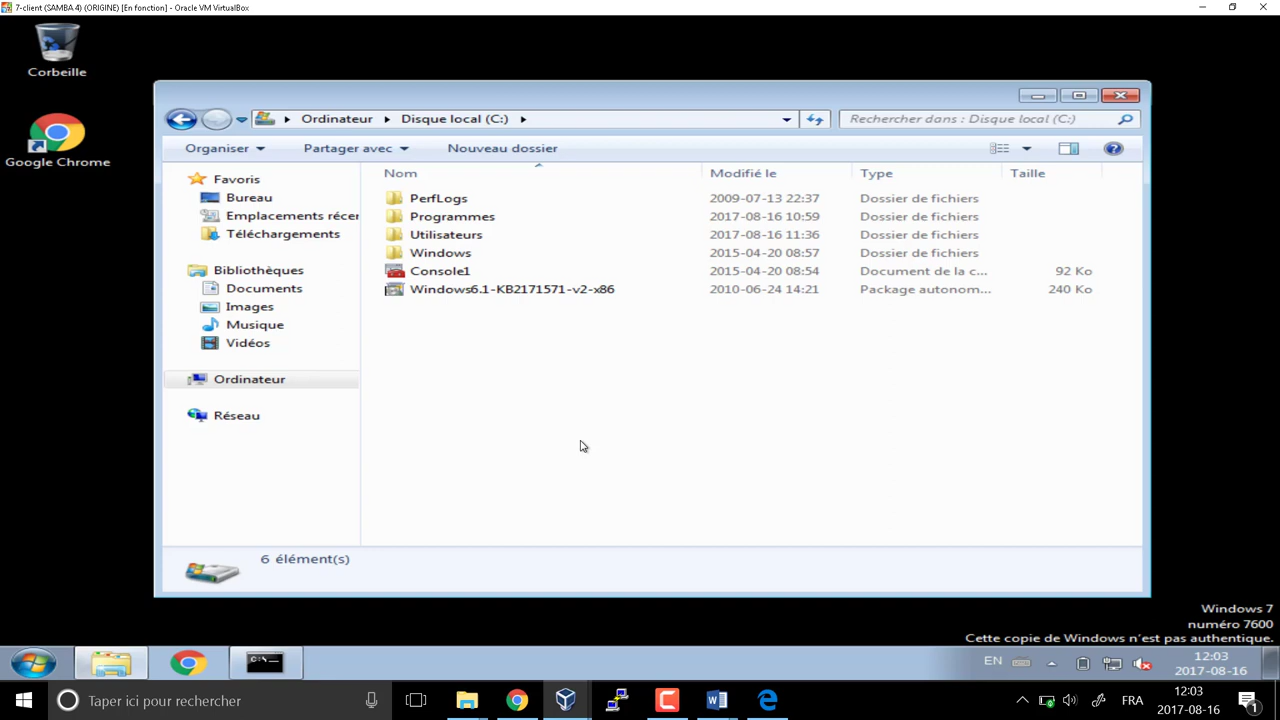 7-client (SAMBA 4) (ORIGINE) [En fonction] - Oracle VM VirtualBox
Corbeille
Google Chrome
Ordinateur
Disque local (C:)
Rechercher dans : Disque local (C:)
Organiser
Partager avec
Nouveau dossier
Nom
Modifié le
Type
Taille
Favoris
Bureau
Emplacements réce
Téléchargements
Bibliothèques
Documents
Images
Musique
Vidéos
Ordinateur
Réseau
PerfLogs 2009-07-13 22:37 Dossier de fichiers
Programmes 2017-08-16 10:59 Dossier de fichiers
Utilisateurs 2017-08-16 11:36 Dossier de fichiers
Windows 2015-04-20 08:57 Dossier de fichiers
Console1 2015-04-20 08:54 Document de la c... 92 Ko
Windows6.1-KB2171571-v2-x86 2010-06-24 14:21 Package autonom... 240 Ko
6 élément(s)
Windows 7
numéro 7600
Cette copie de Windows n'est pas authentique.
C:\
EN
12:03
2017-08-16
Taper ici pour rechercher
FRA
12:03
2017-08-16
1